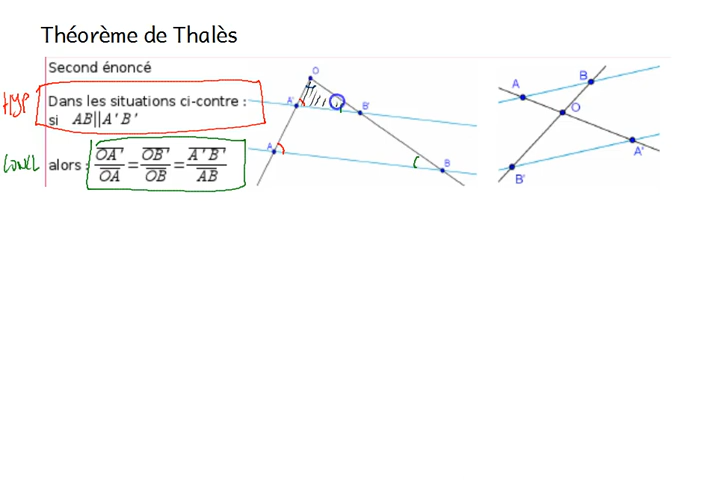 Théorème de Thalès
Second énoncé
HYP
Dans les situations ci-contre :
si AB||A'B'
CONCL
alors : OA'/OA = OB'/OB = A'B'/AB
O
A'
B'
A
B
A
B
O
A'
B'